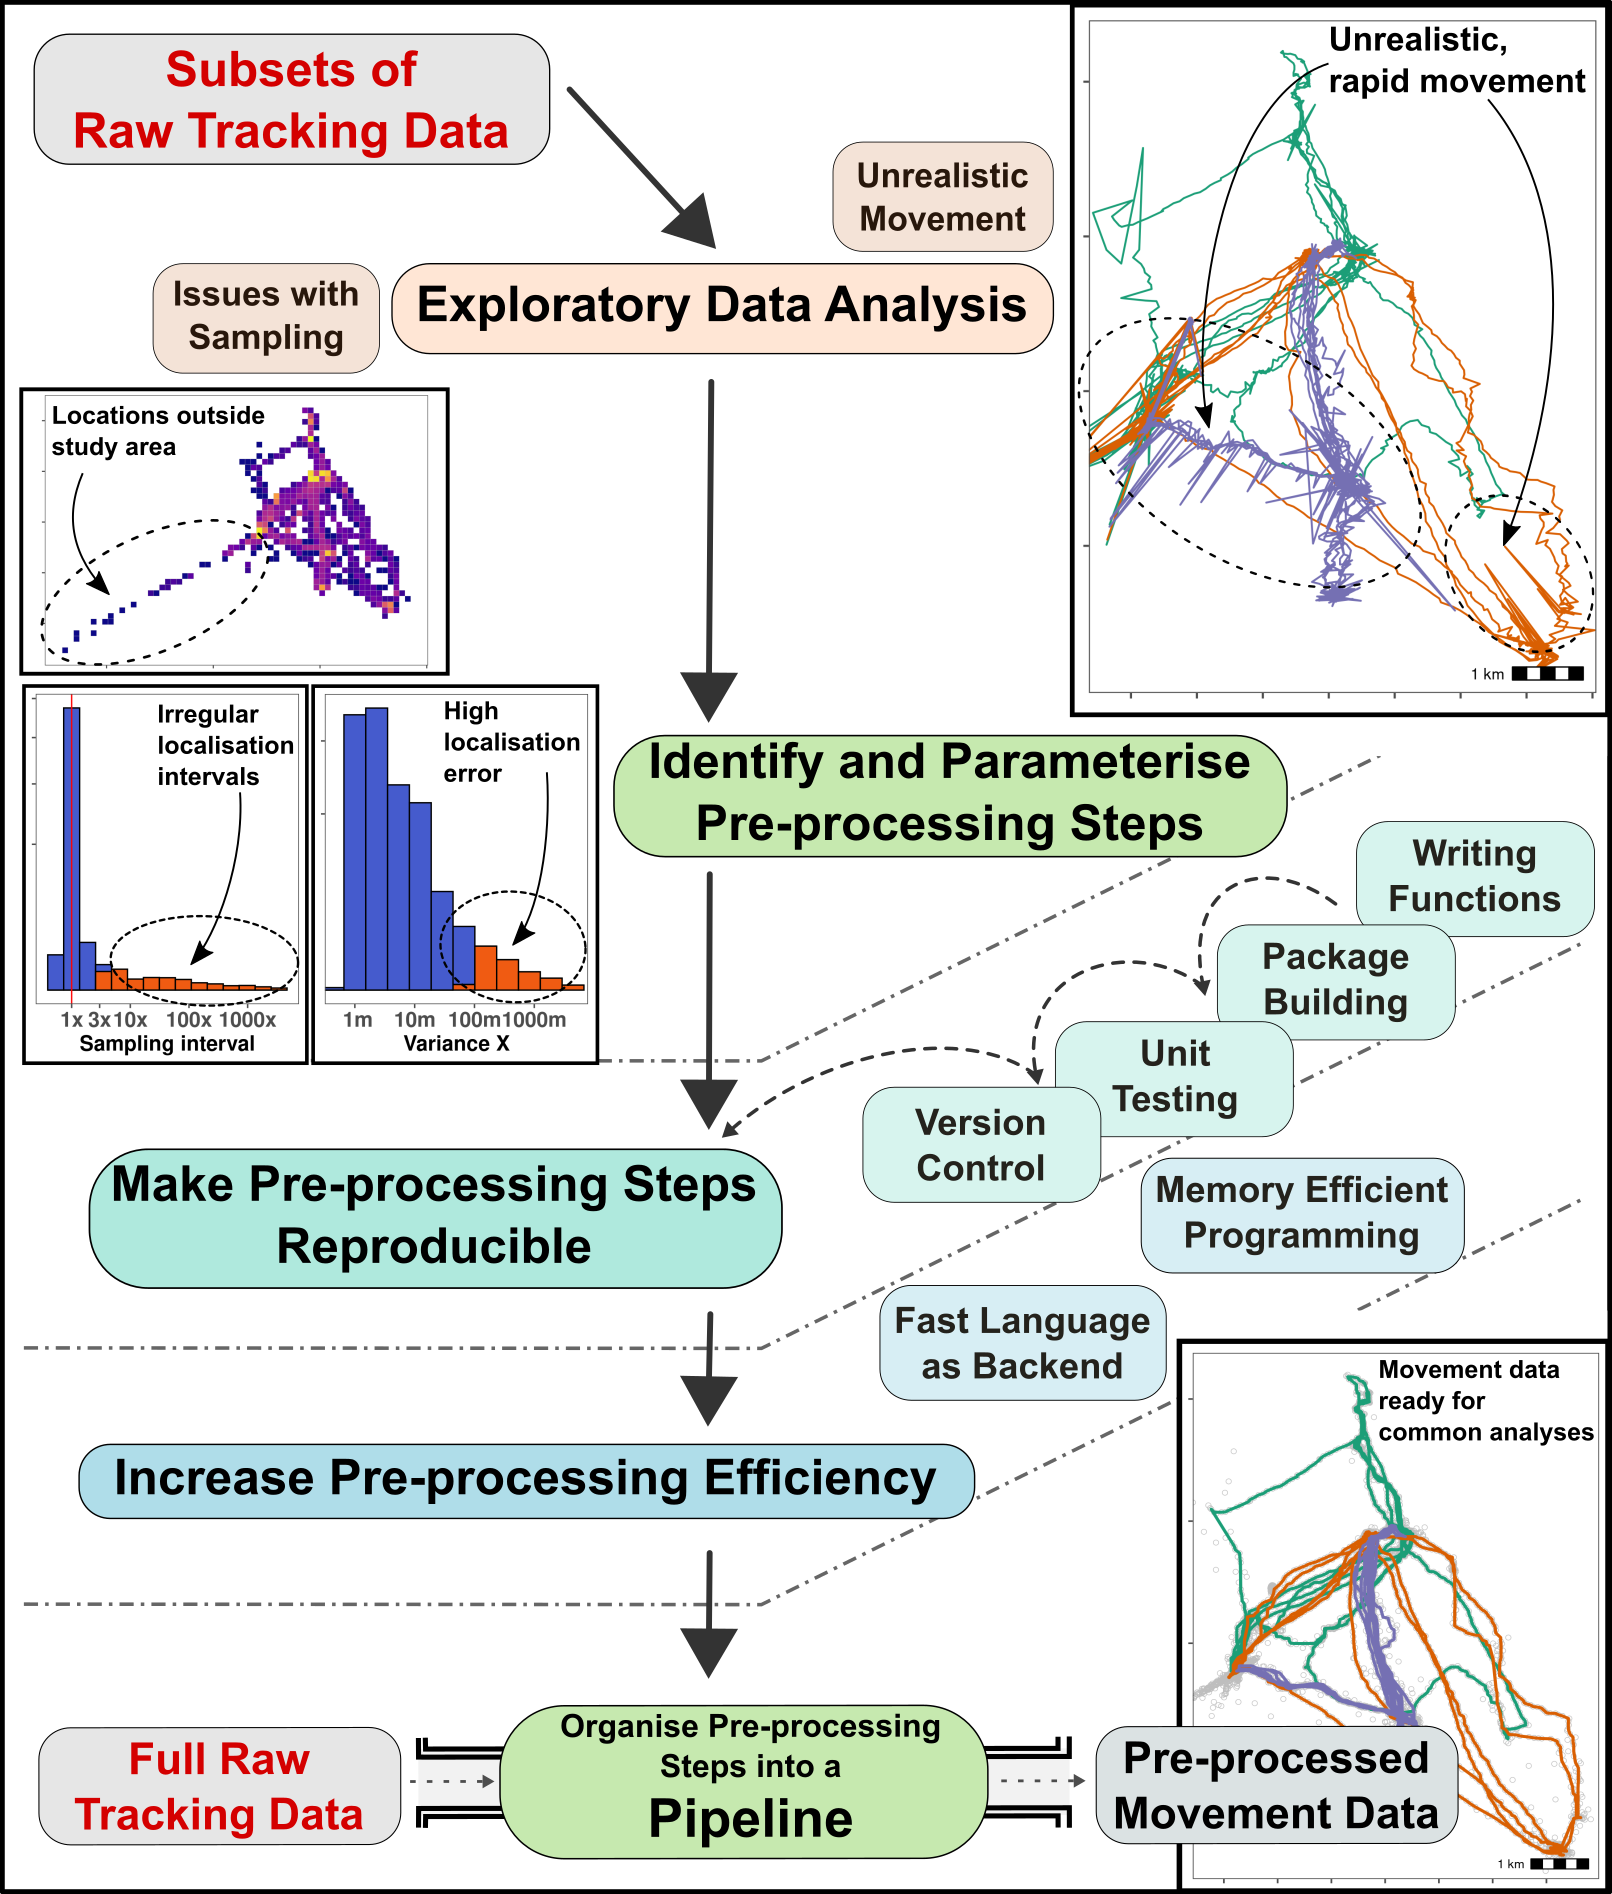 Subsets of
Raw Tracking Data
Unrealistic,
rapid movement
1 km
Unrealistic
Movement
Issues with
Sampling
Exploratory Data Analysis
Locations outside
study area
Irregular
localisation
intervals
1x 3x 10x 100x 1000x
Sampling interval
High
localisation
error
1m 10m 100m 1000m
Variance X
Identify and Parameterise
Pre-processing Steps
Writing
Functions
Package
Building
Unit
Testing
Version
Control
Make Pre-processing Steps
Reproducible
Memory Efficient
Programming
Fast Language
as Backend
Increase Pre-processing Efficiency
Movement data
ready for
common analyses
1 km
Full Raw
Tracking Data
Organise Pre-processing
Steps into a
Pipeline
Pre-processed
Movement Data